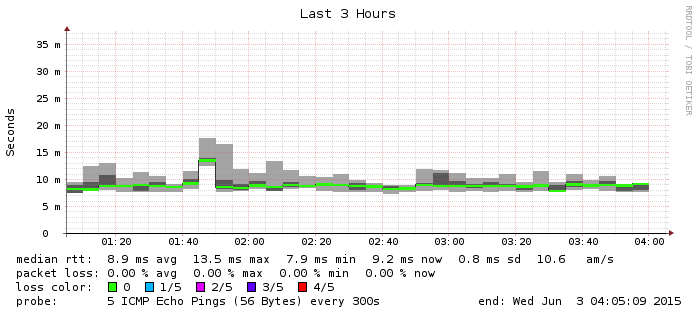 Last 3 Hours
RRDTOOL / TOBI OETIKER
Seconds
35 m
30 m
25 m
20 m
15 m
10 m
5 m
0
01:20 01:40 02:00 02:20 02:40 03:00 03:20 03:40 04:00
median rtt: 8.9 ms avg 13.5 ms max 7.9 ms min 9.2 ms now 0.8 ms sd 10.6 am/s
packet loss: 0.00 % avg 0.00 % max 0.00 % min 0.00 % now
loss color: 0 1/5 2/5 3/5 4/5
probe: 5 ICMP Echo Pings (56 Bytes) every 300s end: Wed Jun 3 04:05:09 2015